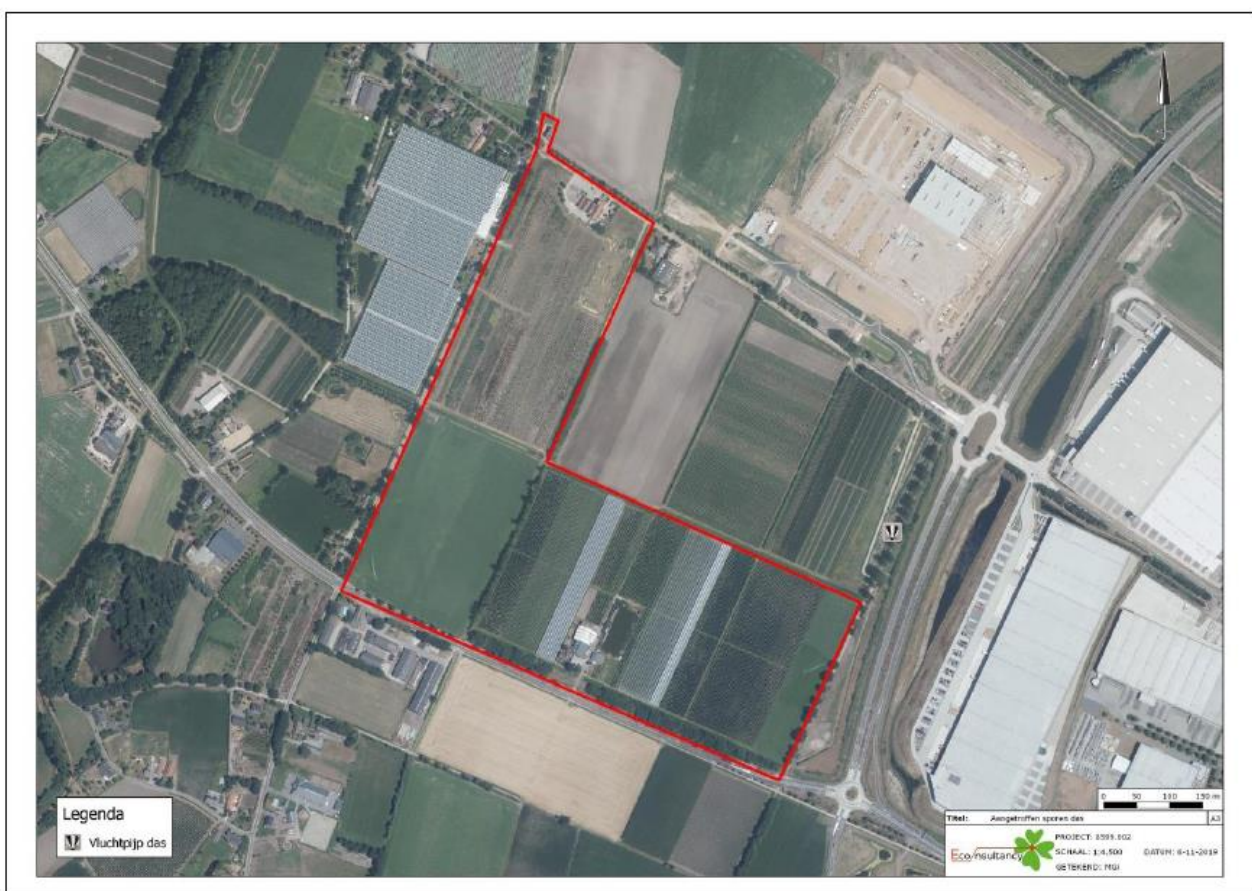 Legenda
Vluchtpijp das
0 50 100 150 m
Titel: Aangetroffen sporen das A3
Econsultancy
PROJECT: 8599.002
SCHAAL: 1:4.500 DATUM: 6-11-2019
GETEKEND: MGI